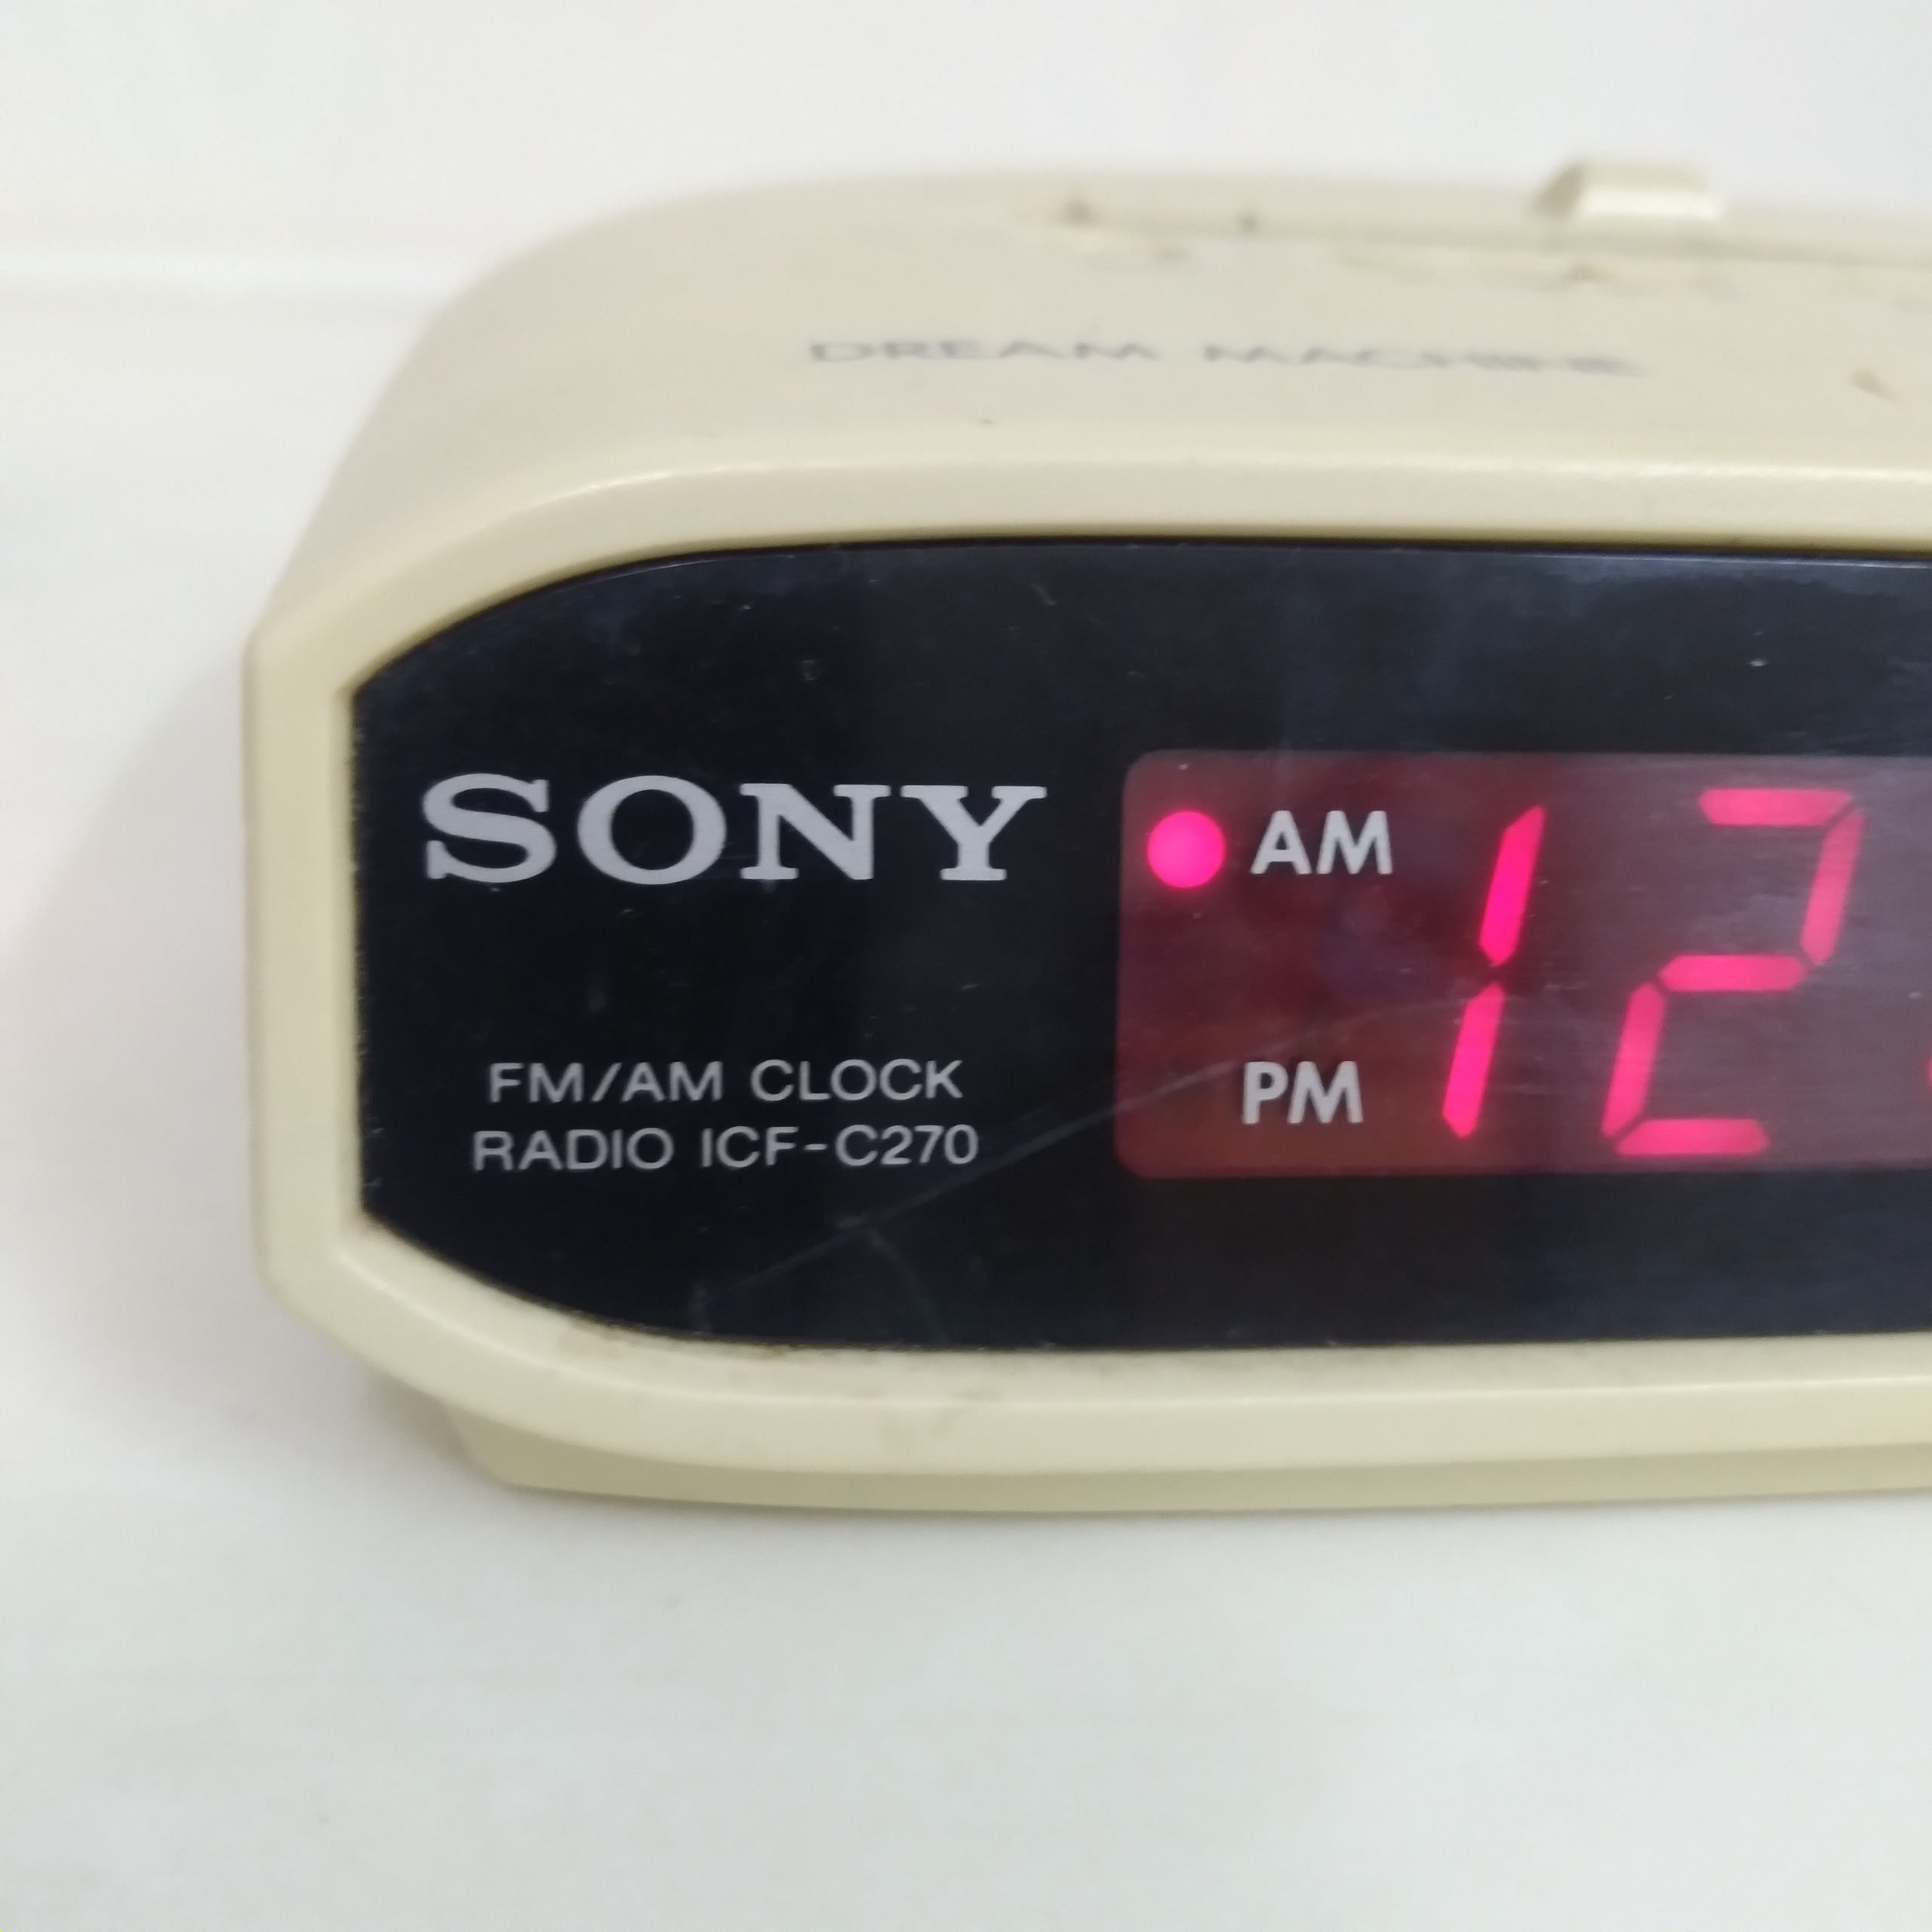 DREAM MACHINE
SONY
AM 12
PM
FM/AM CLOCK
RADIO ICF-C270